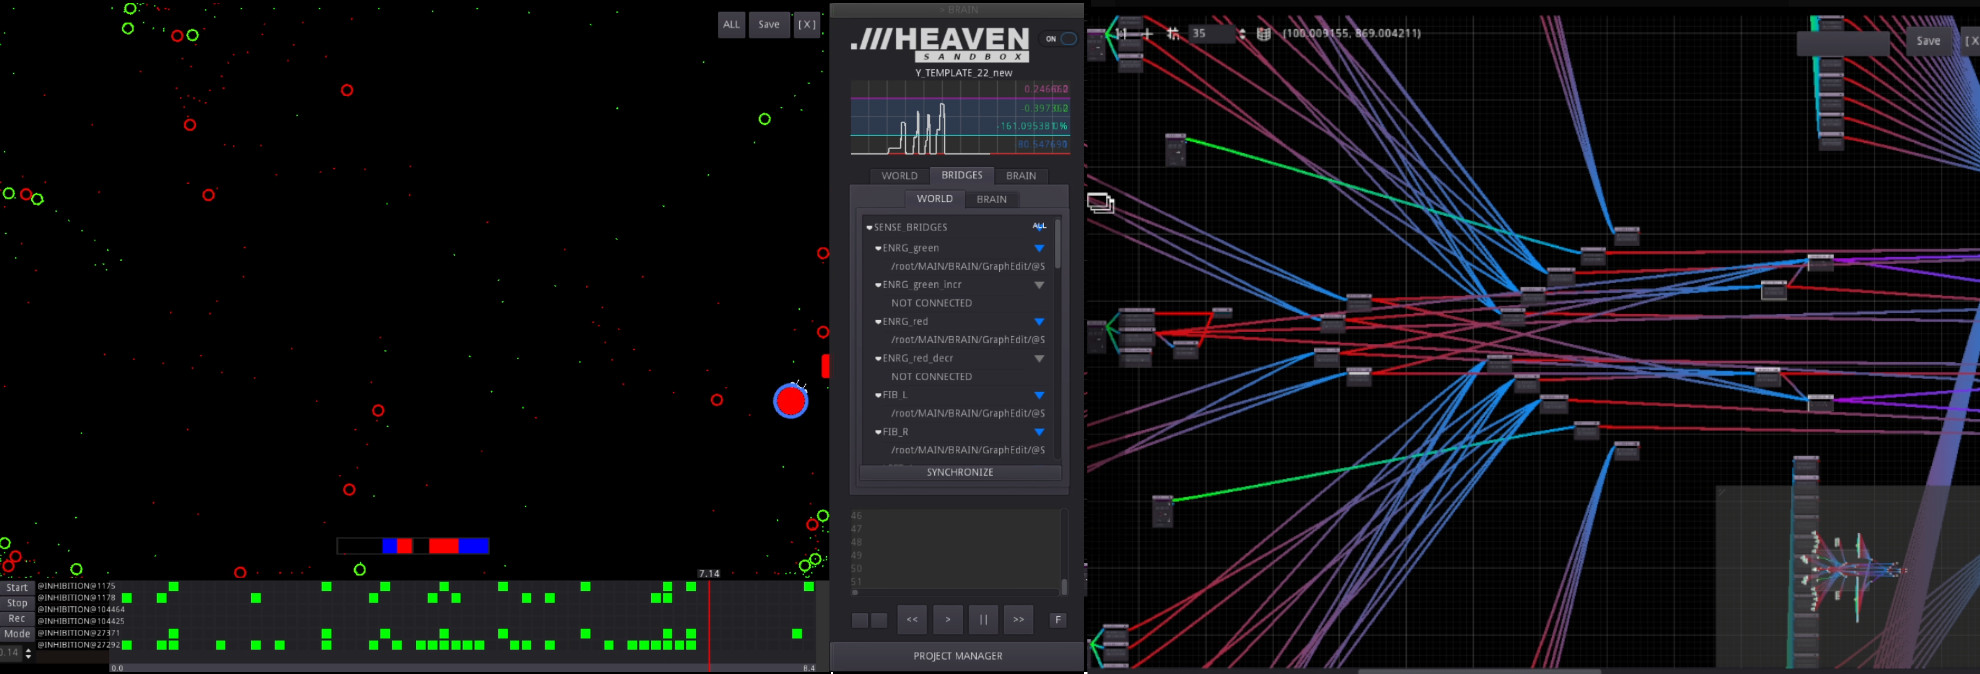 ALL Save [X]
Start @INHIBITION@1175
Stop @INHIBITION@1178
@INHIBITION@104464
Rec @INHIBITION@104425
Mode @INHIBITION@27371
0.14 @INHIBITION@27292
7.14
0.0 8.4
× BRAIN
.///HEAVEN
SANDBOX
ON
Y_TEMPLATE_22_new
WORLD BRIDGES BRAIN
WORLD BRAIN
SENSE_BRIDGES ALL
ENRG_green
/root/MAIN/BRAIN/GraphEdit/@S
ENRG_green_incr
NOT CONNECTED
ENRG_red
/root/MAIN/BRAIN/GraphEdit/@S
ENRG_red_decr
NOT CONNECTED
FIB_L
/root/MAIN/BRAIN/GraphEdit/@S
FIB_R
/root/MAIN/BRAIN/GraphEdit/@S
SYNCHRONIZE
46
47
48
49
50
51
<< > || >> F
PROJECT MANAGER
35 (100.009155, 869.004211)
Save [X